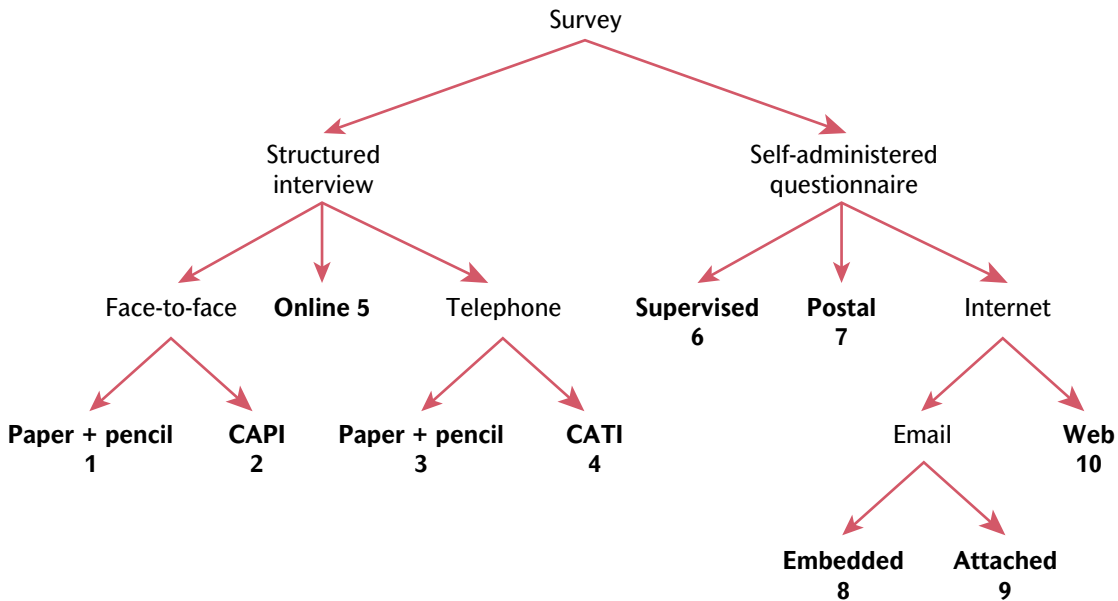 Survey
Structured
interview
Self-administered
questionnaire
Face-to-face
Online 5
Telephone
Supervised
6
Postal
7
Internet
Paper + pencil
1
CAPI
2
Paper + pencil
3
CATI
4
Email
Web
10
Embedded
8
Attached
9